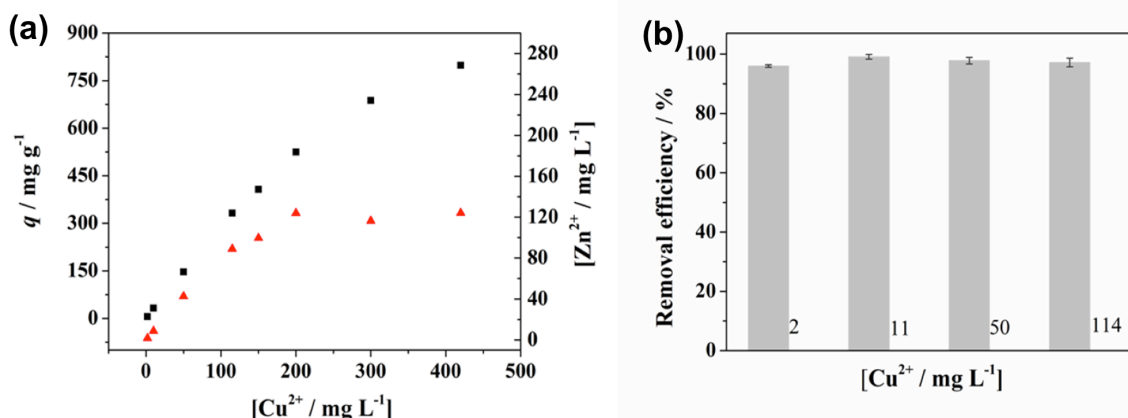 (a)
900
750
600
450
300
150
0
q / mg g⁻¹
280
240
200
160
120
80
40
0
[Zn²⁺ / mg L⁻¹]
0 100 200 300 400 500
[Cu²⁺ / mg L⁻¹]
(b)
100
80
60
40
20
0
Removal efficiency / %
2 11 50 114
[Cu²⁺ / mg L⁻¹]